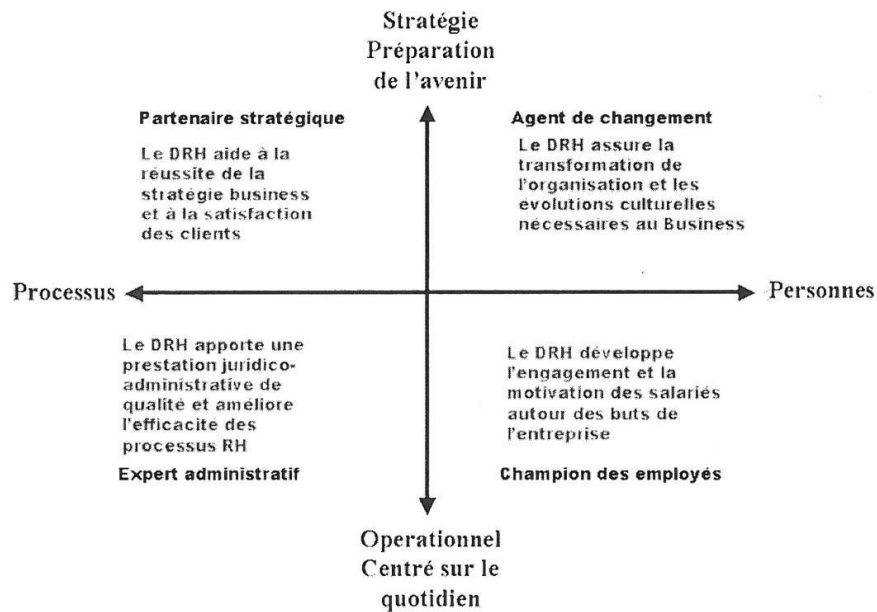 Stratégie
Préparation
de l'avenir
Partenaire stratégique
Le DRH aide à la
réussite de la
stratégie business
et à la satisfaction
des clients
Agent de changement
Le DRH assure la
transformation de
l'organisation et les
évolutions culturelles
nécessaires au Business
Processus
Personnes
Le DRH apporte une
prestation juridico-
administrative de
qualité et améliore
l'efficacité des
processus RH
Expert administratif
Le DRH développe
l'engagement et la
motivation des salariés
autour des buts de
l'entreprise
Champion des employés
Operationnel
Centré sur le
quotidien